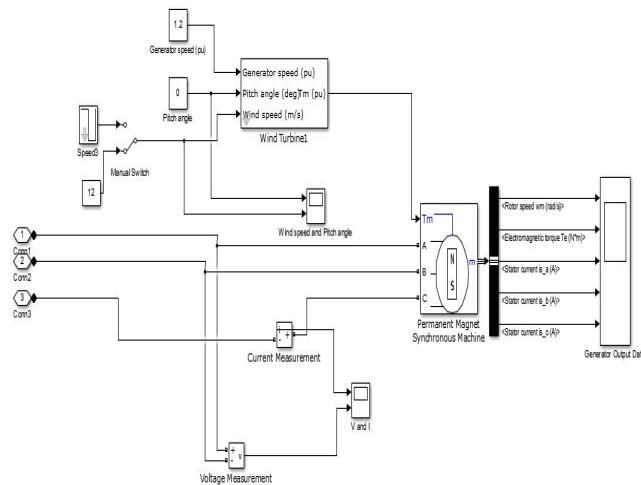 1.2
Generator speed (pu)
Generator speed (pu)
0
Pitch angle (deg)
Tm (pu)
Pitch angle
Wind speed (m/s)
Wind Turbine1
Speed3
Manual Switch
12
Wind speed and Pitch angle
<Rotor speed wm (rad/s)>
Tm
<Electromagnetic torque Te (N*m)>
1
Conn1
A
N
m
2
Conn2
B
S
<Stator current is_a (A)>
3
Conn3
C
<Stator current is_b (A)>
Permanent Magnet
Synchronous Machine
<Stator current is_c (A)>
Generator Output Dat
i
+
-
Current Measurement
V and I
+
-
v
Voltage Measurement